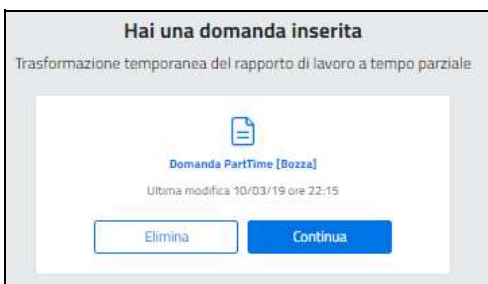 Hai una domanda inserita
Trasformazione temporanea del rapporto di lavoro a tempo parziale
Domanda PartTime [Bozza]
Ultima modifica 10/03/19 ore 22:15
Elimina
Continua